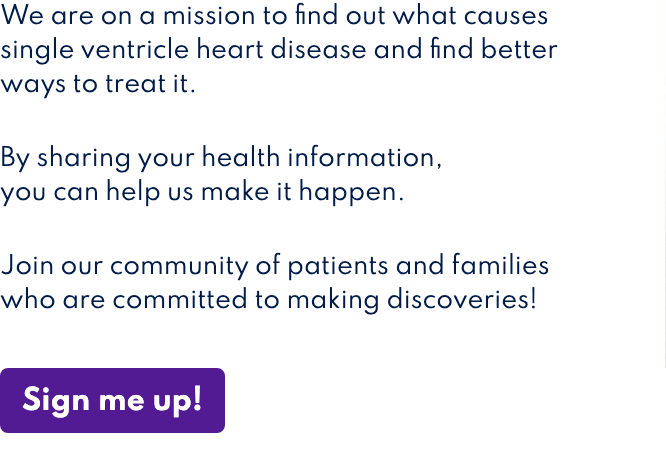 We are on a mission to find out what causes
single ventricle heart disease and find better
ways to treat it.
By sharing your health information,
you can help us make it happen.
Join our community of patients and families
who are committed to making discoveries!
Sign me up!